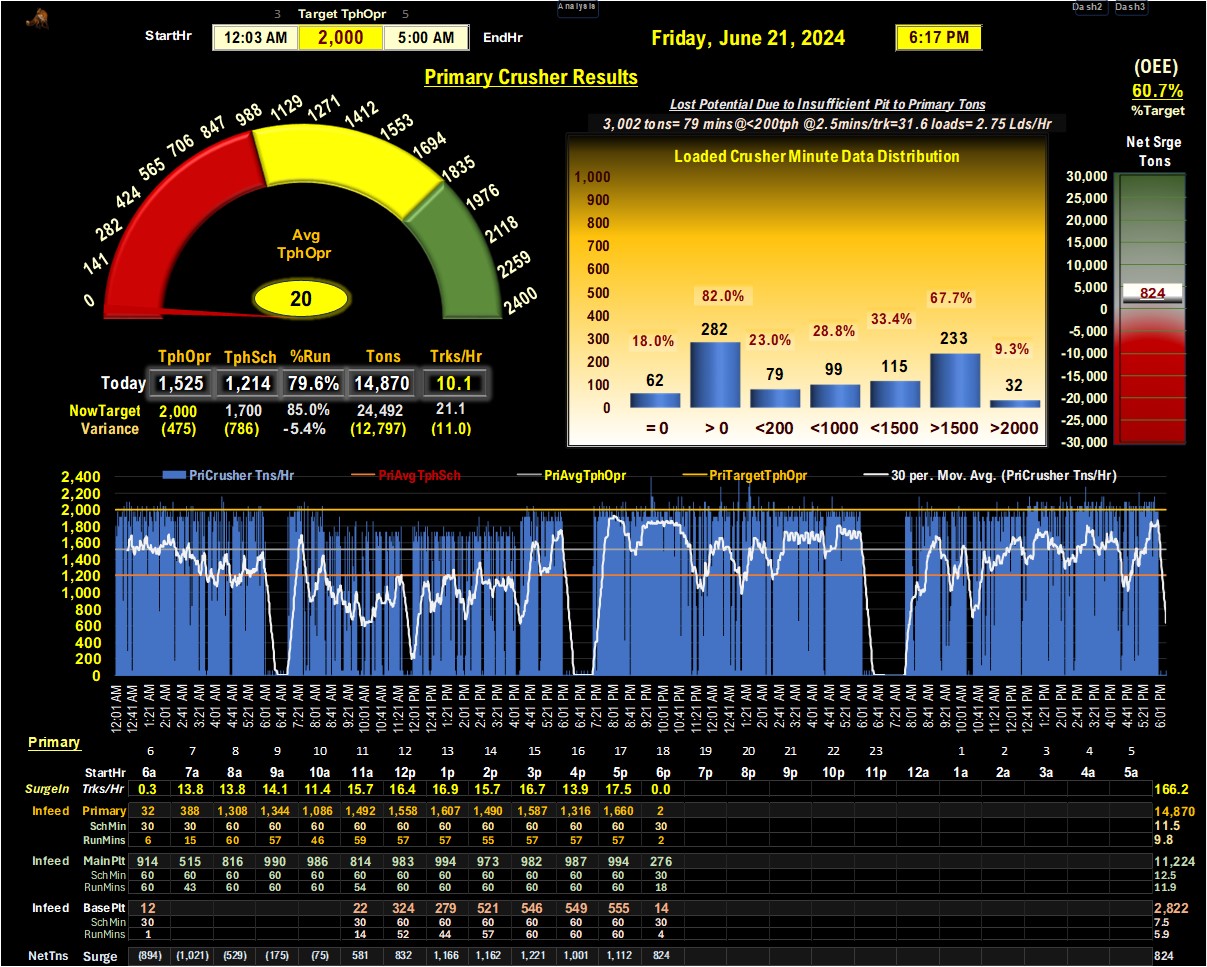 Analysis
Dash2 Dash3
3 Target TphOpr 5
StartHr 12:03 AM 2,000 5:00 AM EndHr
Friday, June 21, 2024 6:17 PM
Primary Crusher Results
(OEE)
60.7%
%Target
Lost Potential Due to Insufficient Pit to Primary Tons
3,002 tons= 79 mins@<200tph @2.5mins/trk=31.6 loads= 2.75 Lds/Hr
0 141 282 424 565 706 847 988 1129 1271 1412 1553 1694 1835 1976 2118 2259 2400
Avg
TphOpr
20
Loaded Crusher Minute Data Distribution
1,000
900
800
700
600
500
400
300
200
100
0
18.0% 82.0% 23.0% 28.8% 33.4% 67.7% 9.3%
62 282 79 99 115 233 32
= 0 > 0 <200 <1000 <1500 >1500 >2000
Net Srge
Tons
30,000
25,000
20,000
15,000
10,000
5,000
0
-5,000
-10,000
-15,000
-20,000
-25,000
-30,000
824
TphOpr TphSch %Run Tons Trks/Hr
Today 1,525 1,214 79.6% 14,870 10.1
NowTarget 2,000 1,700 85.0% 24,492 21.1
Variance (475) (786) -5.4% (12,797) (11.0)
PriCrusher Tns/Hr PriAvgTphSch PriAvgTphOpr PriTargetTphOpr 30 per. Mov. Avg. (PriCrusher Tns/Hr)
2,400
2,200
2,000
1,800
1,600
1,400
1,200
1,000
800
600
400
200
0
12:01 AM 12:41 AM 1:21 AM 2:01 AM 2:41 AM 3:21 AM 4:01 AM 4:41 AM 5:21 AM 6:01 AM 6:41 AM 7:21 AM 8:01 AM 8:41 AM 9:21 AM 10:01 AM 10:41 AM 11:21 AM 12:01 PM 12:41 PM 1:21 PM 2:01 PM 2:41 PM 3:21 PM 4:01 PM 4:41 PM 5:21 PM 6:01 PM 6:41 PM 7:21 PM 8:01 PM 8:41 PM 9:21 PM 10:01 PM 10:41 PM 11:21 PM 12:01 AM 12:41 AM 1:21 AM 2:01 AM 2:41 AM 3:21 AM 4:01 AM 4:41 AM 5:21 AM 6:01 AM 6:41 AM 7:21 AM 8:01 AM 8:41 AM 9:21 AM 10:01 AM 10:41 AM 11:21 AM 12:01 PM 12:41 PM 1:21 PM 2:01 PM 2:41 PM 3:21 PM 4:01 PM 4:41 PM 5:21 PM 6:01 PM
Primary
6 7 8 9 10 11 12 13 14 15 16 17 18 19 20 21 22 23 1 2 3 4 5
StartHr 6a 7a 8a 9a 10a 11a 12p 1p 2p 3p 4p 5p 6p 7p 8p 9p 10p 11p 12a 1a 2a 3a 4a 5a
SurgeIn Trks/Hr 0.3 13.8 13.8 14.1 11.4 15.7 16.4 16.9 15.7 16.7 13.9 17.5 0.0 166.2
Infeed Primary 32 388 1,308 1,344 1,086 1,492 1,558 1,607 1,490 1,587 1,316 1,660 2 14,870
SchMin 30 30 60 60 60 60 60 60 60 60 60 60 30 11.5
RunMins 6 15 60 57 46 59 57 57 55 57 57 57 2 9.8
Infeed MainPlt 914 515 816 990 986 814 983 994 973 982 987 994 276 11,224
SchMin 60 60 60 60 60 60 60 60 60 60 60 60 30 12.5
RunMins 60 43 60 60 60 54 60 60 60 60 60 60 18 11.9
Infeed BasePlt 12 22 324 279 521 546 549 555 14 2,822
SchMin 30 30 60 60 60 60 60 60 30 7.5
RunMins 1 14 52 44 57 60 60 60 4 5.9
NetTns Surge (894) (1,021) (529) (175) (75) 581 832 1,166 1,162 1,221 1,001 1,112 824 824